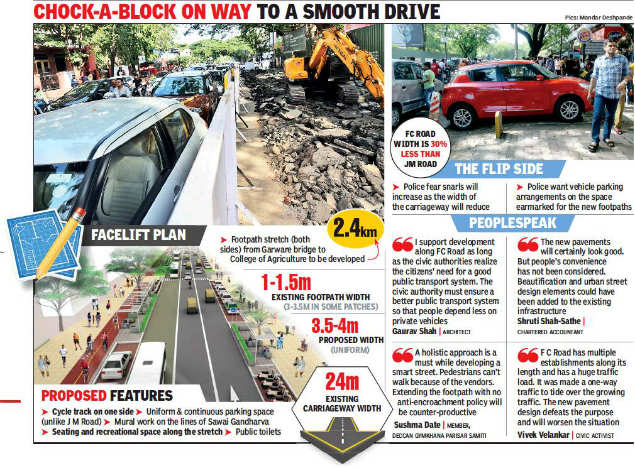 CHOCK-A-BLOCK ON WAY TO A SMOOTH DRIVE
Pics: Mandar Deshpande
FC ROAD
WIDTH IS 30%
LESS THAN
JM ROAD
THE FLIP SIDE
➤ Police fear snarls will
increase as the width of
the carriageway will reduce
➤ Police want vehicle parking
arrangements on the space
earmarked for the new footpaths
FACELIFT PLAN
➤ Footpath stretch (both
sides) from Garware bridge to
College of Agriculture to be developed
2.4km
1-1.5m
EXISTING FOOTPATH WIDTH
(3-3.5M IN SOME PATCHES)
3.5-4m
PROPOSED WIDTH
(UNIFORM)
24m
EXISTING
CARRIAGEWAY WIDTH
PROPOSED FEATURES
➤ Cycle track on one side ➤ Uniform & continuous parking space
(unlike J M Road) ➤ Mural work on the lines of Sawai Gandharva
➤ Seating and recreational space along the stretch ➤ Public toilets
PEOPLESPEAK
I support development
along FC Road as long
as the civic authorities realize
the citizens' need for a good
public transport system. The
civic authority must ensure a
better public transport system
so that people depend less on
private vehicles
Gaurav Shah | ARCHITECT
The new pavements
will certainly look good.
But people's convenience
has not been considered.
Beautification and urban street
design elements could have
been added to the existing
infrastructure
Shruti Shah-Sathe |
CHARTERED ACCOUNTANT
A holistic approach is a
must while developing a
smart street. Pedestrians can't
walk because of the vendors.
Extending the footpath with no
anti-encroachment policy will
be counter-productive
Sushma Date | MEMBER,
DECCAN GIMKHANA PARISAR SAMITI
F C Road has multiple
establishments along its
length and has a huge traffic
load. It was made a one-way
traffic to tide over the growing
traffic. The new pavement
design defeats the purpose
and will worsen the situation
Vivek Velankar | CIVIC ACTIVIST